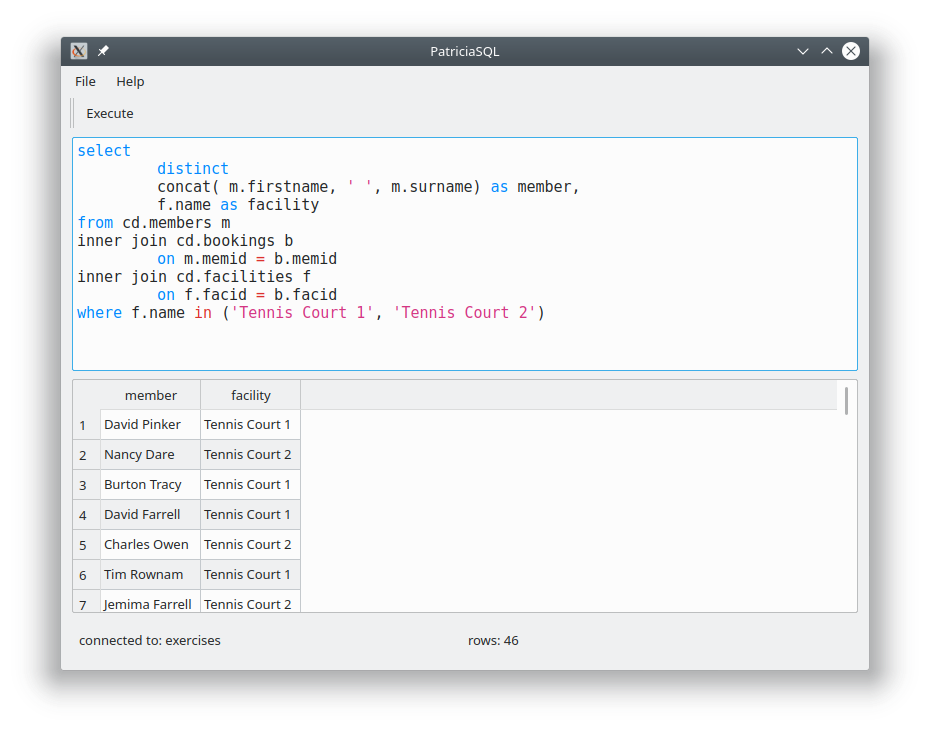 PatriciaSQL
File Help
Execute
select
distinct
concat( m.firstname, ' ', m.surname) as member,
f.name as facility
from cd.members m
inner join cd.bookings b
on m.memid = b.memid
inner join cd.facilities f
on f.facid = b.facid
where f.name in ('Tennis Court 1', 'Tennis Court 2')
member facility
1 David Pinker Tennis Court 1
2 Nancy Dare Tennis Court 2
3 Burton Tracy Tennis Court 1
4 David Farrell Tennis Court 1
5 Charles Owen Tennis Court 2
6 Tim Rownam Tennis Court 1
7 Jemima Farrell Tennis Court 2
connected to: exercises rows: 46